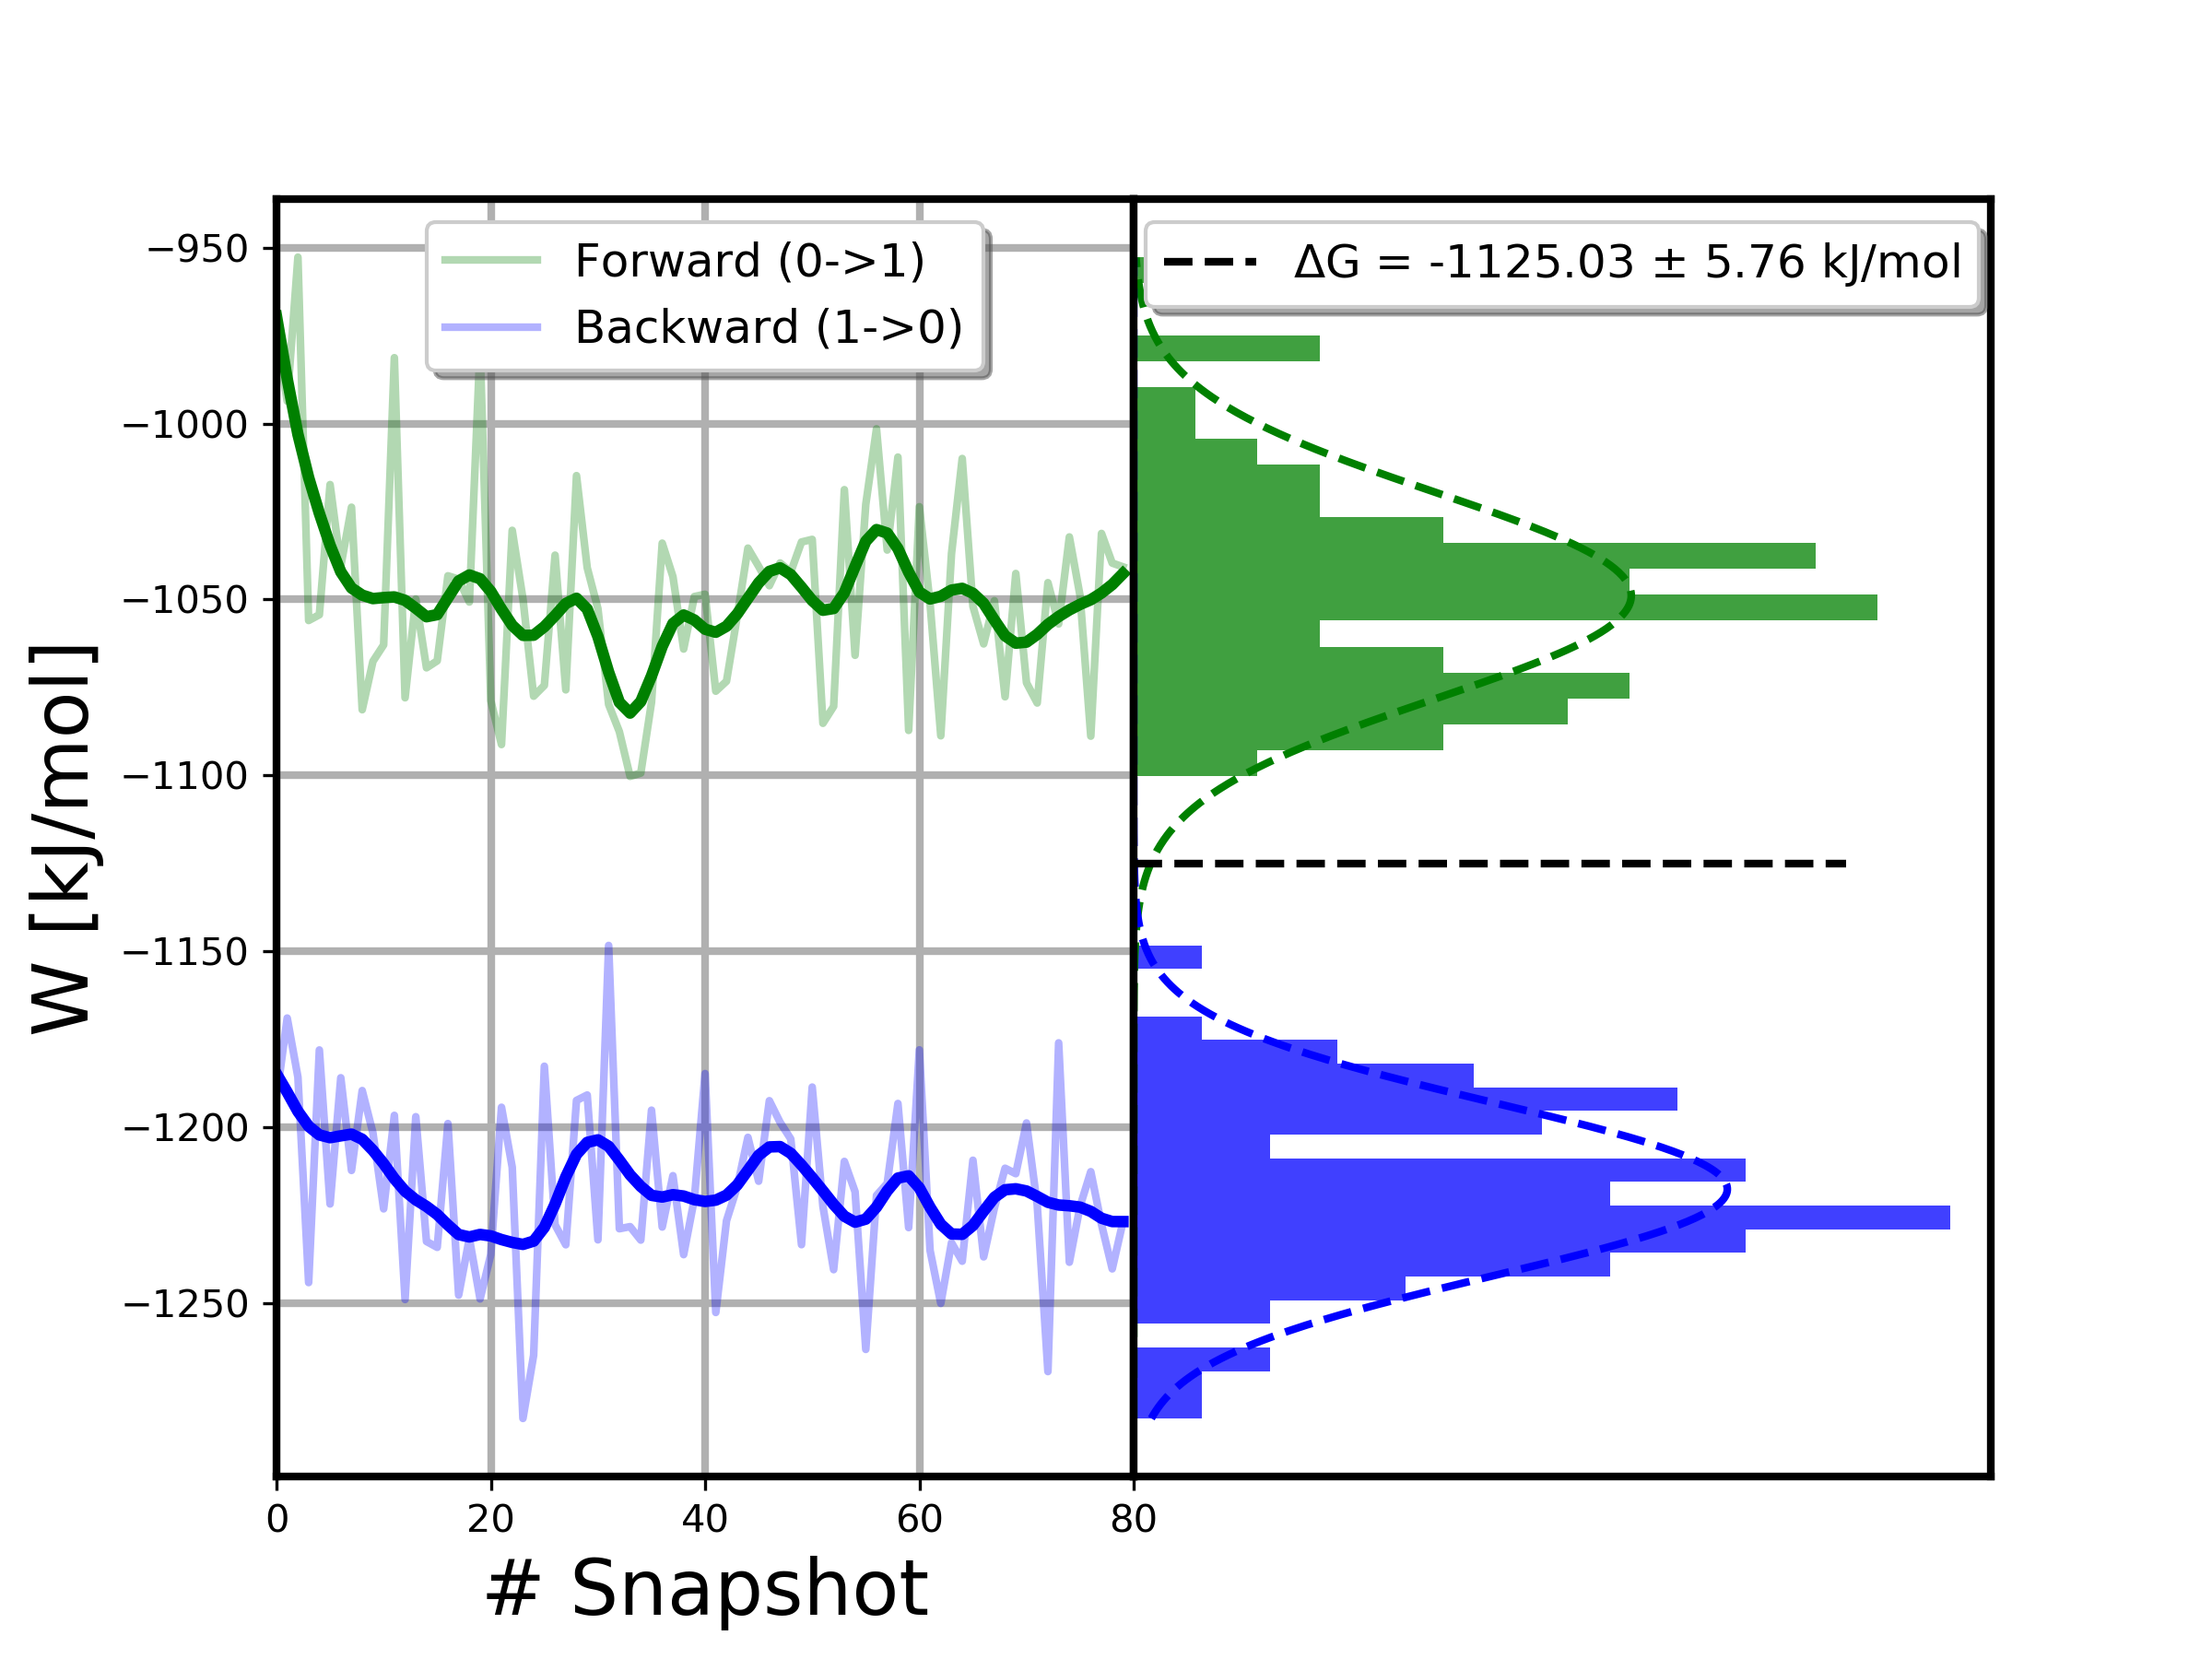 Forward (0->1)
Backward (1->0)
ΔG = -1125.03 ± 5.76 kJ/mol
W [kJ/mol]
−950
−1000
−1050
−1100
−1150
−1200
−1250
0 20 40 60 80
# Snapshot